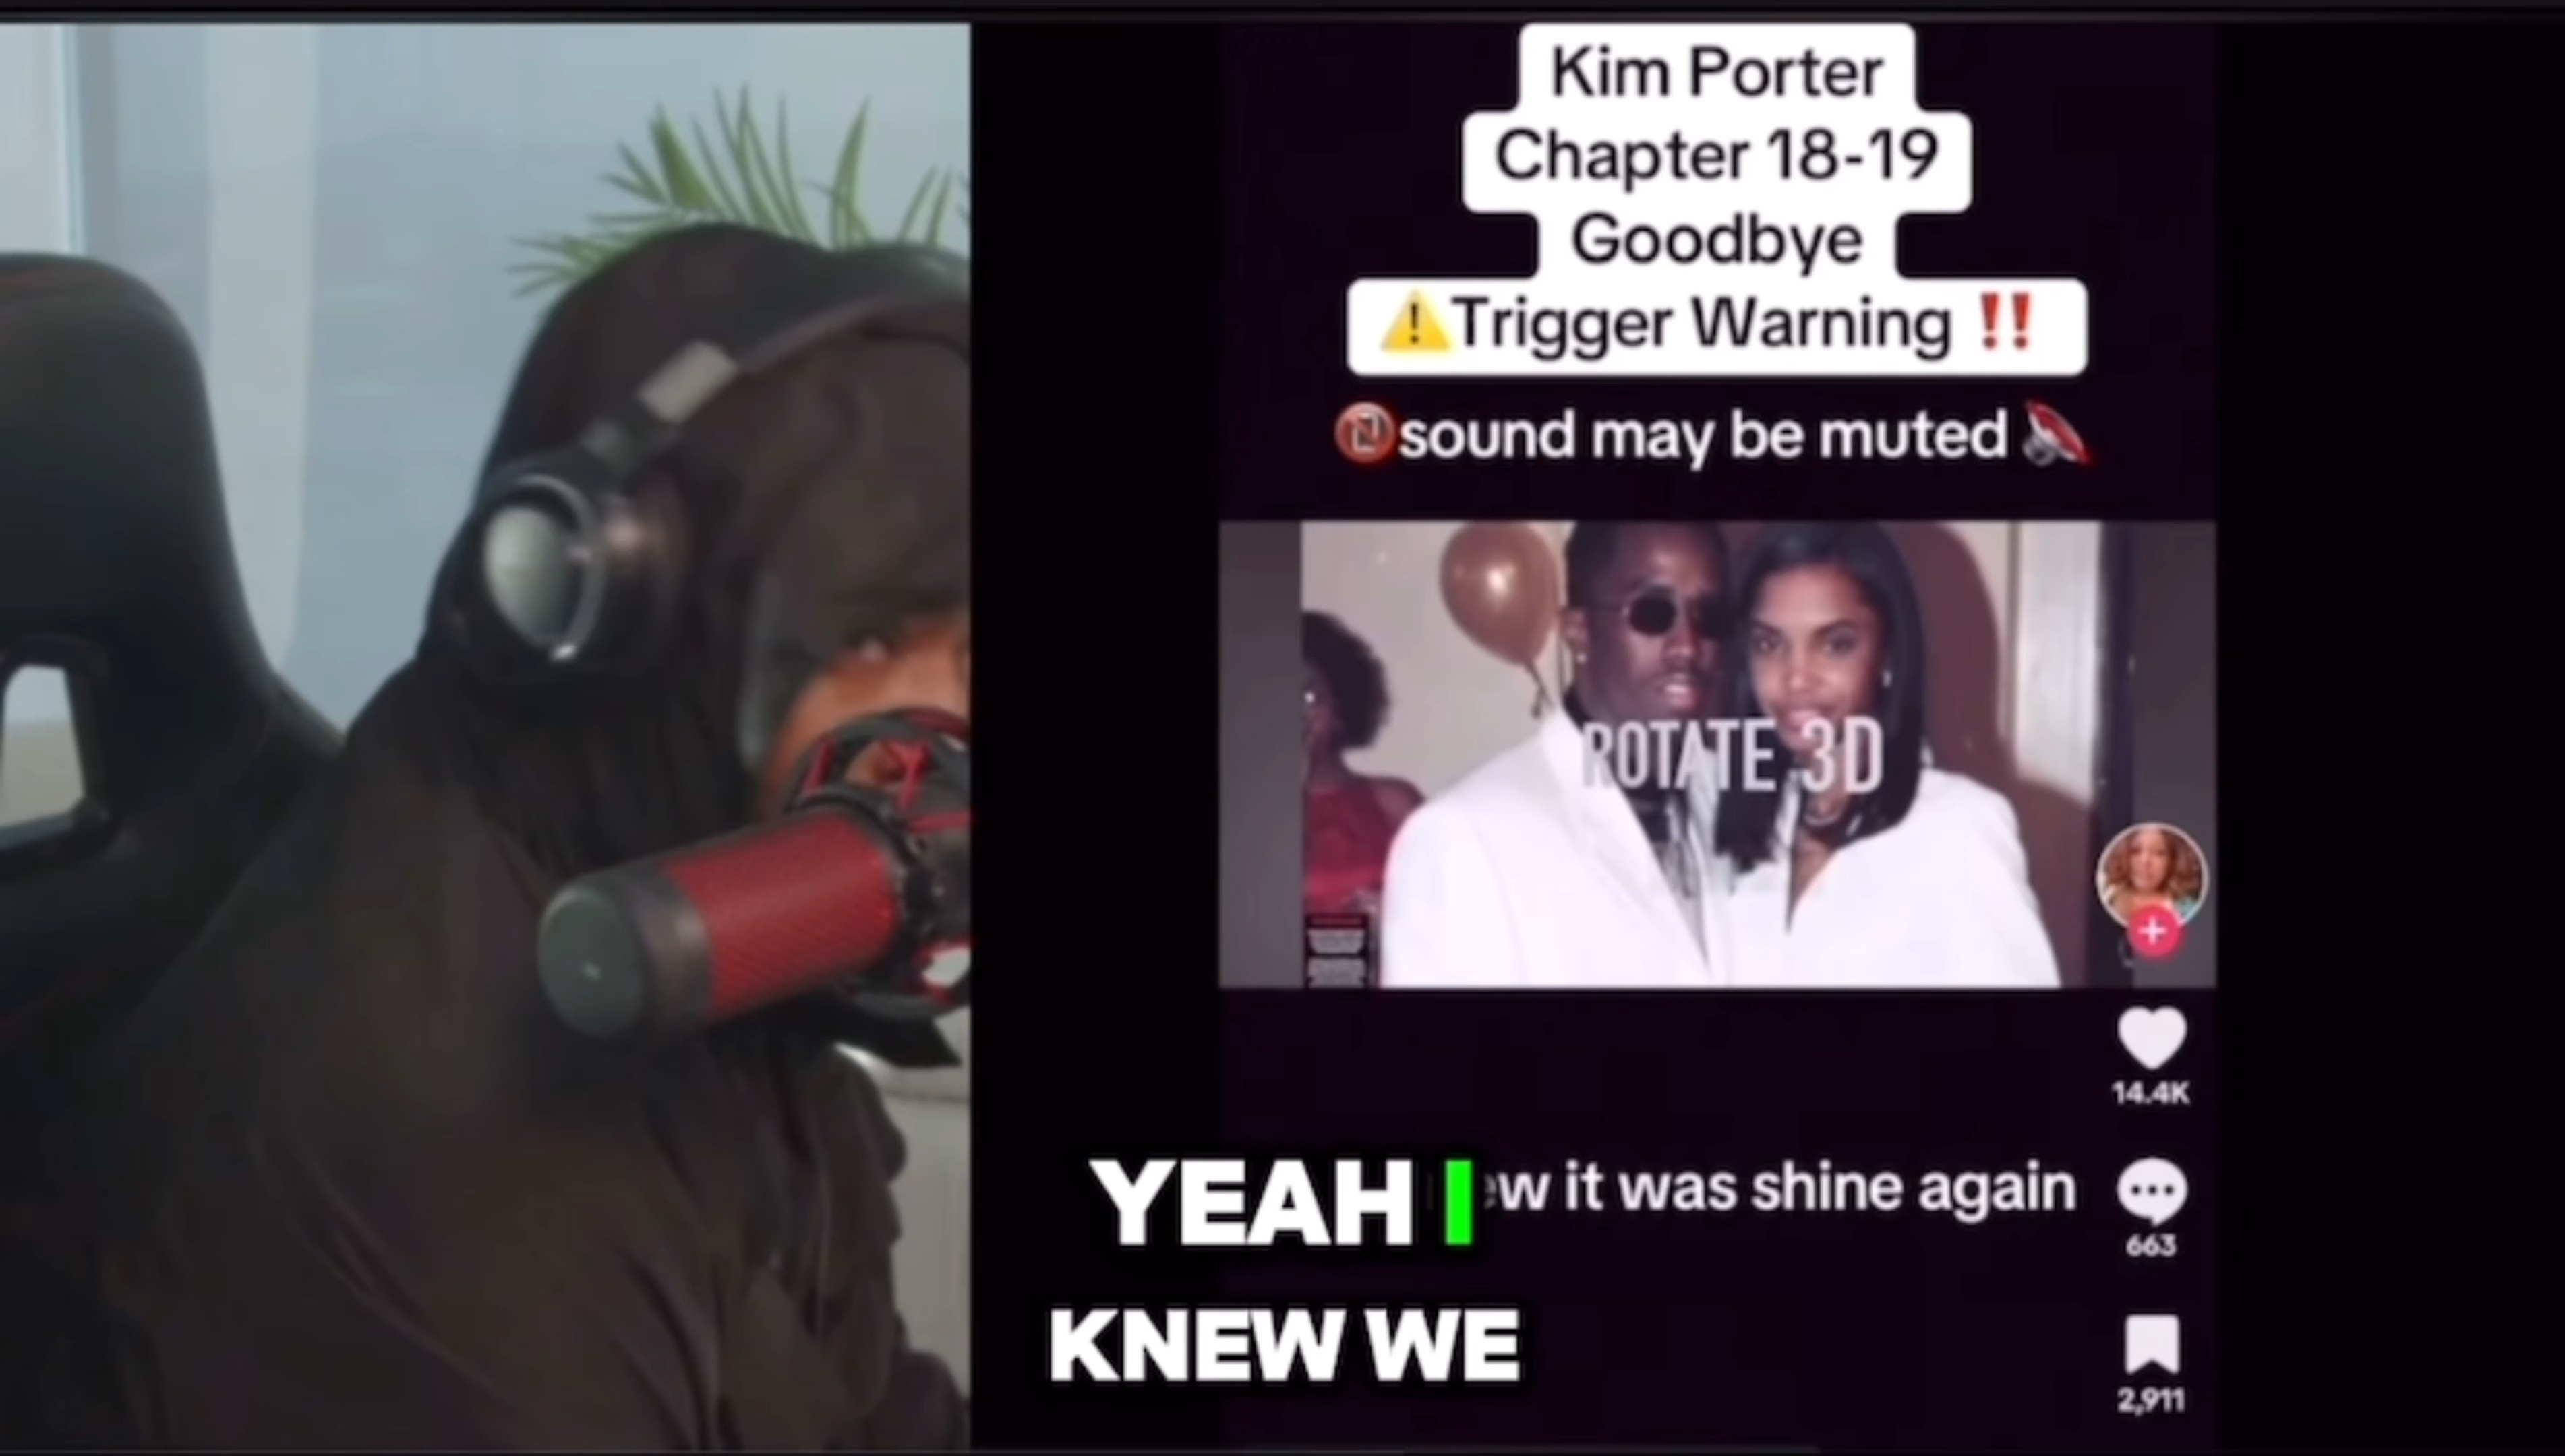 Kim Porter
Chapter 18-19
Goodbye
⚠️Trigger Warning ‼️
📵sound may be muted 🔇
ROTATE 3D
14.4K
YEAH I
it was shine again
663
KNEW WE
2,911